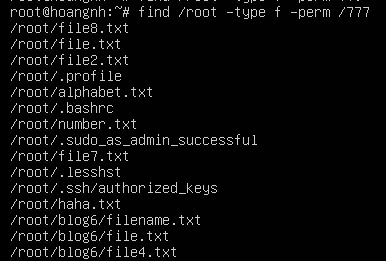 root@hoangnh:~# find /root -type f -perm /777
/root/file8.txt
/root/file.txt
/root/file2.txt
/root/.profile
/root/alphabet.txt
/root/.bashrc
/root/number.txt
/root/.sudo_as_admin_successful
/root/file7.txt
/root/.lesshst
/root/.ssh/authorized_keys
/root/haha.txt
/root/blog6/filename.txt
/root/blog6/file.txt
/root/blog6/file4.txt